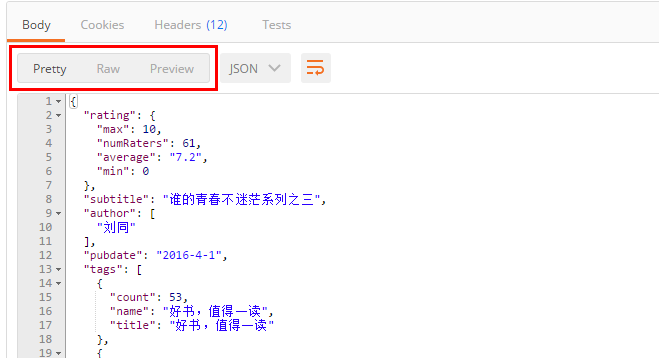 Body Cookies Headers (12) Tests
Pretty Raw Preview JSON
1 {
2 "rating": {
3 "max": 10,
4 "numRaters": 61,
5 "average": "7.2",
6 "min": 0
7 },
8 "subtitle": "谁的青春不迷茫系列之三",
9 "author": [
10 "刘同"
11 ],
12 "pubdate": "2016-4-1",
13 "tags": [
14 {
15 "count": 53,
16 "name": "好书，值得一读",
17 "title": "好书，值得一读"
18 },
19 {